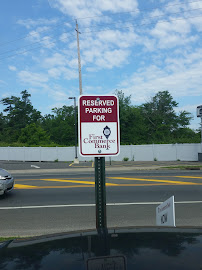 RESERVED
PARKING
FOR
First
Commerce
Bank